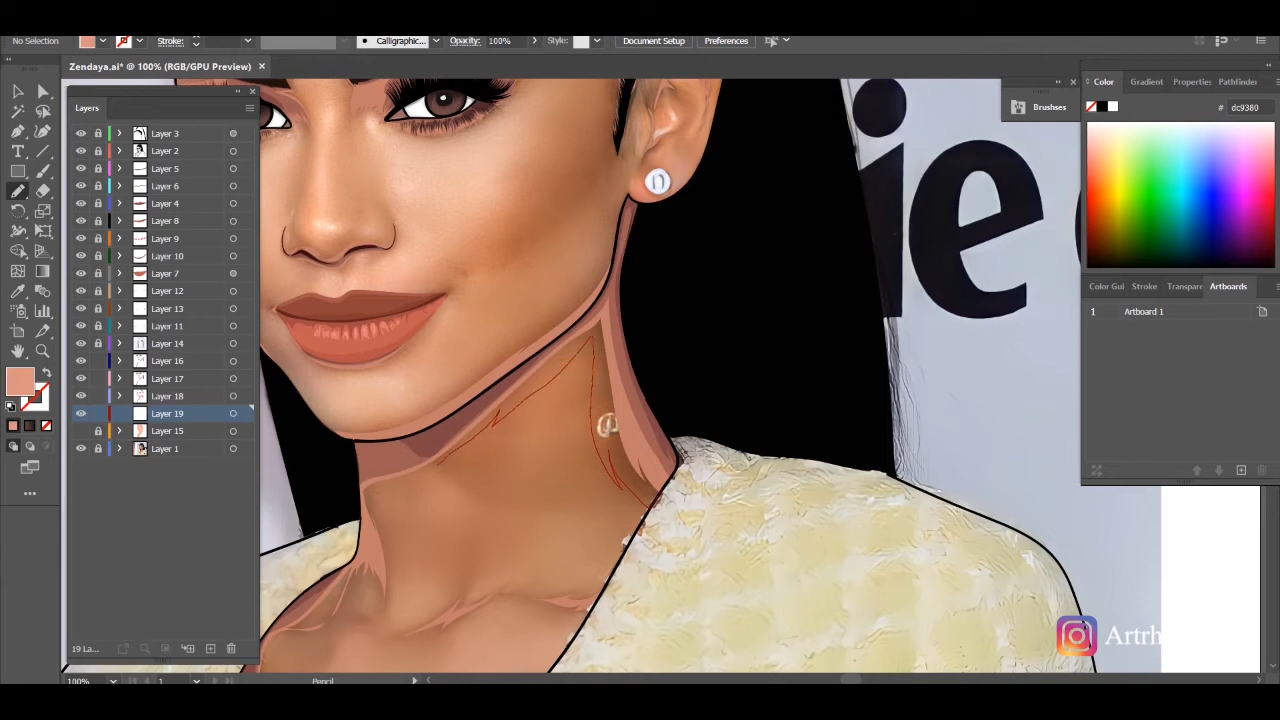 No Selection Stroke: Calligraphic... Opacity: 100% Style: Document Setup Preferences
Zendaya.ai* @ 100% (RGB/GPU Preview)
Layers
Layer 3
Layer 2
Layer 5
Layer 6
Layer 4
Layer 8
Layer 9
Layer 10
Layer 7
Layer 12
Layer 13
Layer 11
Layer 14
Layer 16
Layer 17
Layer 18
Layer 19
Layer 15
Layer 1
19 La...
100% 1 Pencil
ie
Brushses
Color Gradient Properties Pathfinder
# dc9380
Color Gui Stroke Transpare Artboards
1 Artboard 1
Artrh